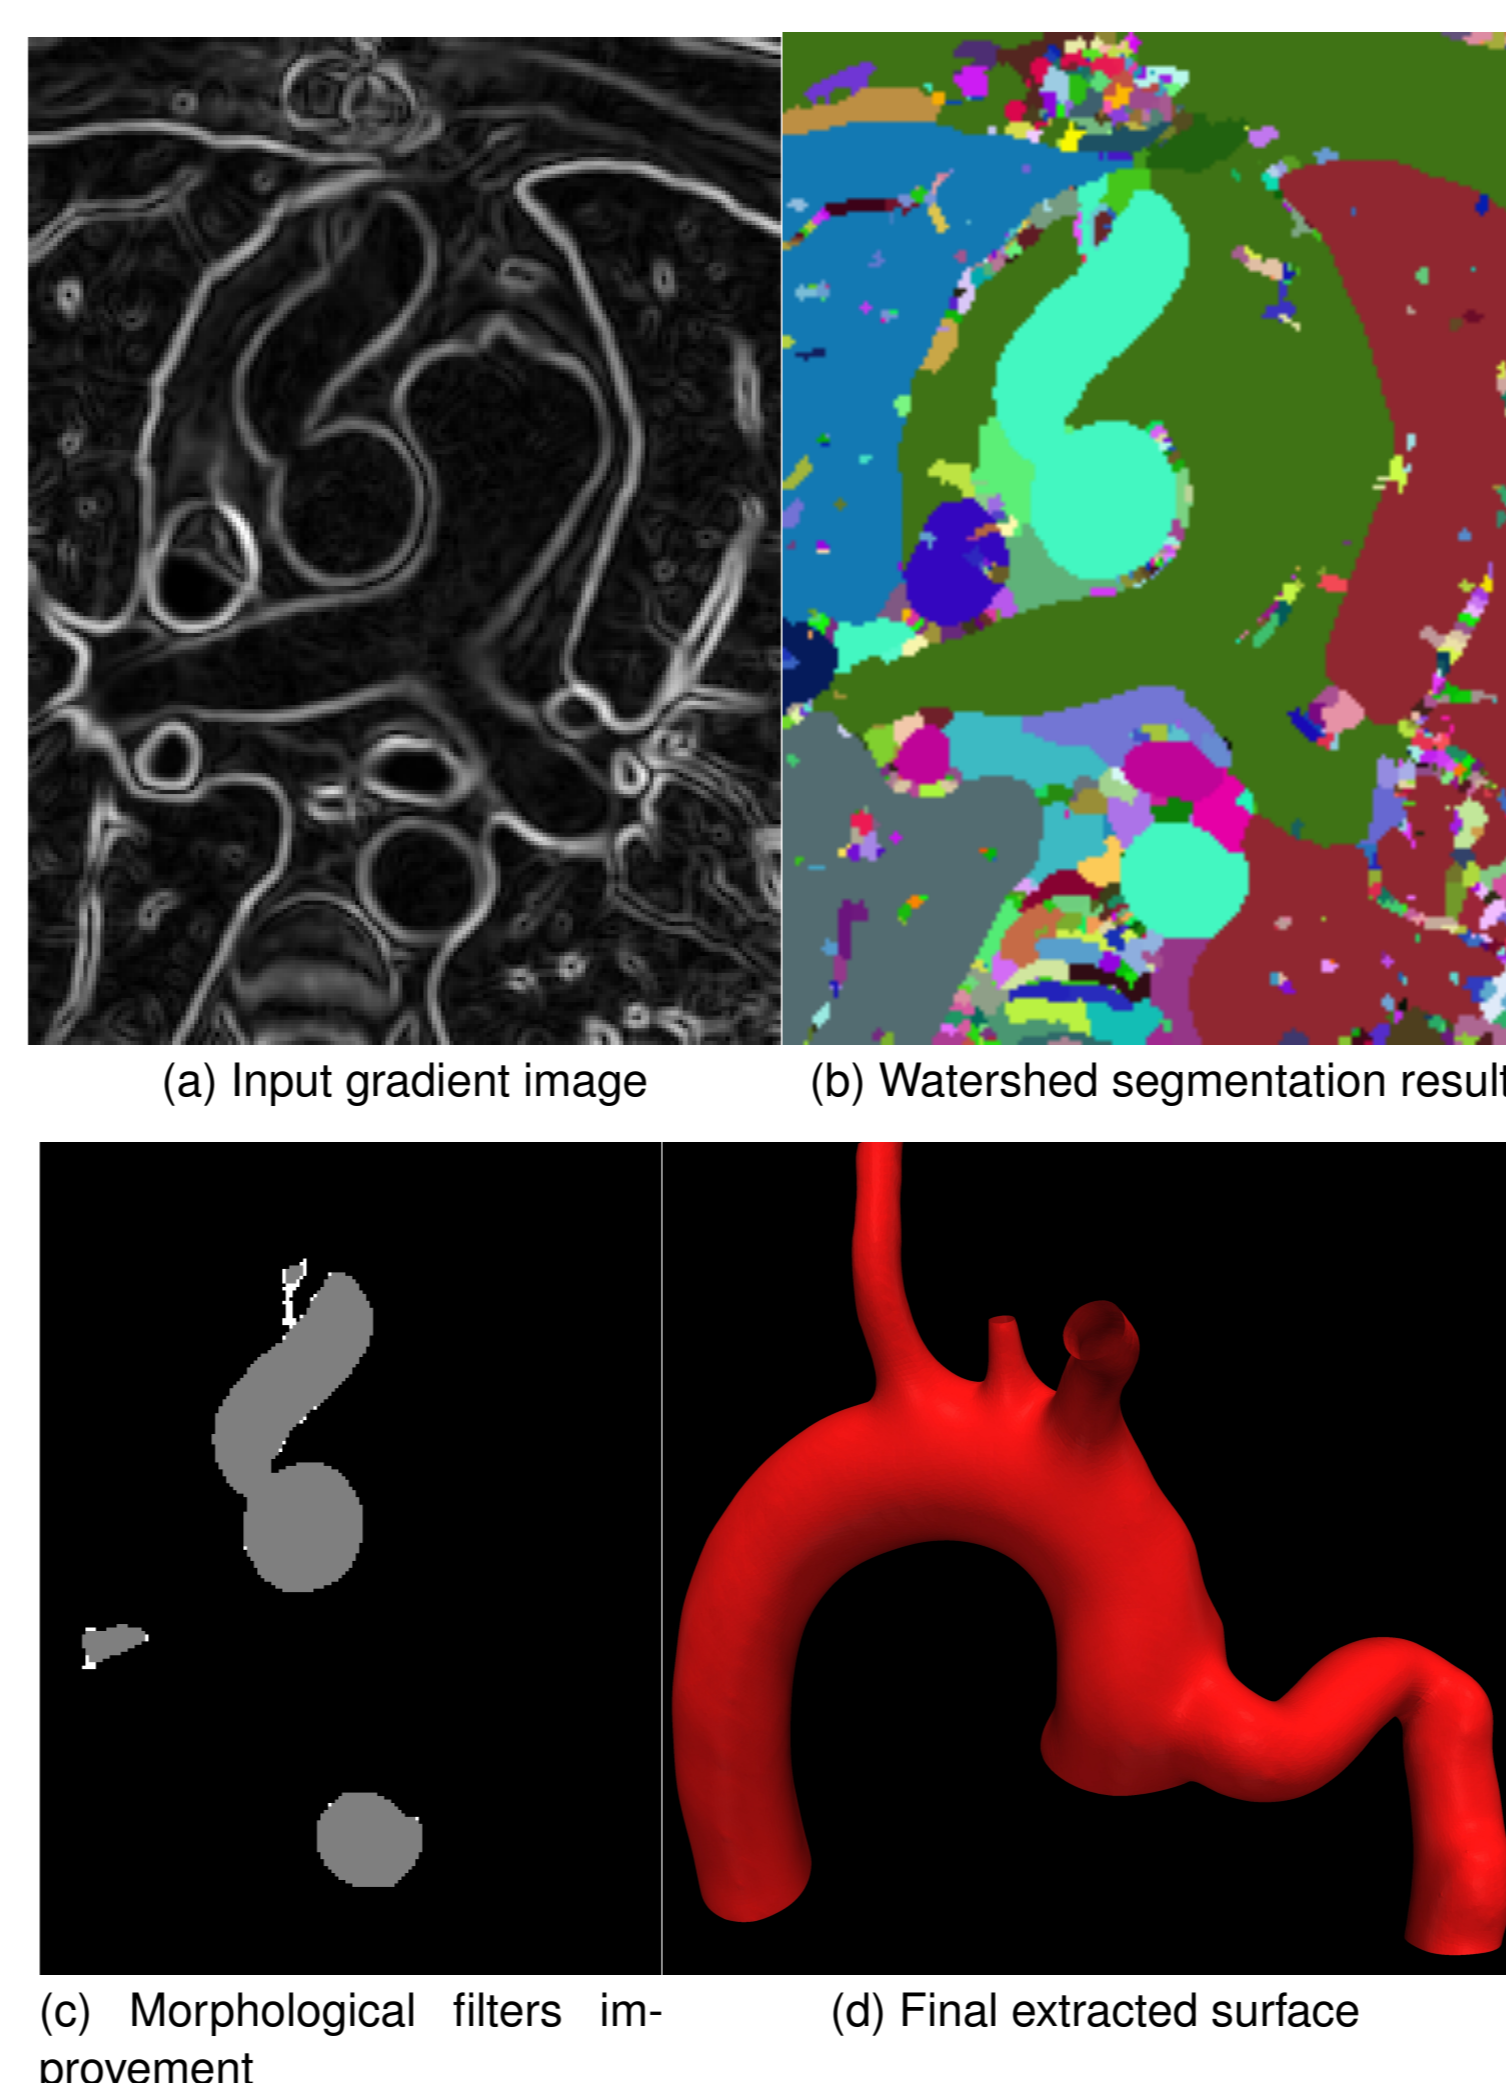 (a) Input gradient image
(b) Watershed segmentation result
(c) Morphological filters im-
provement
(d) Final extracted surface